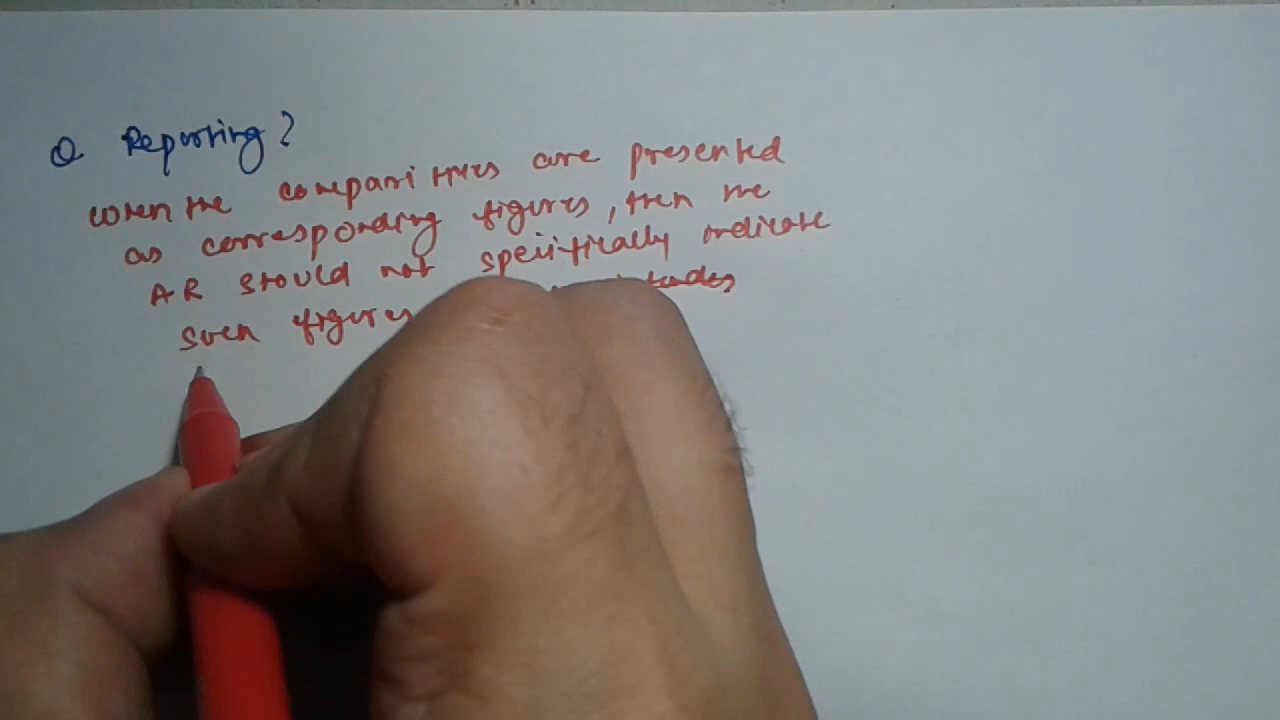 Q Reporting?
When the comparitives are presented
as corresponding figures, then the
AR should not specifically indicate
such figures